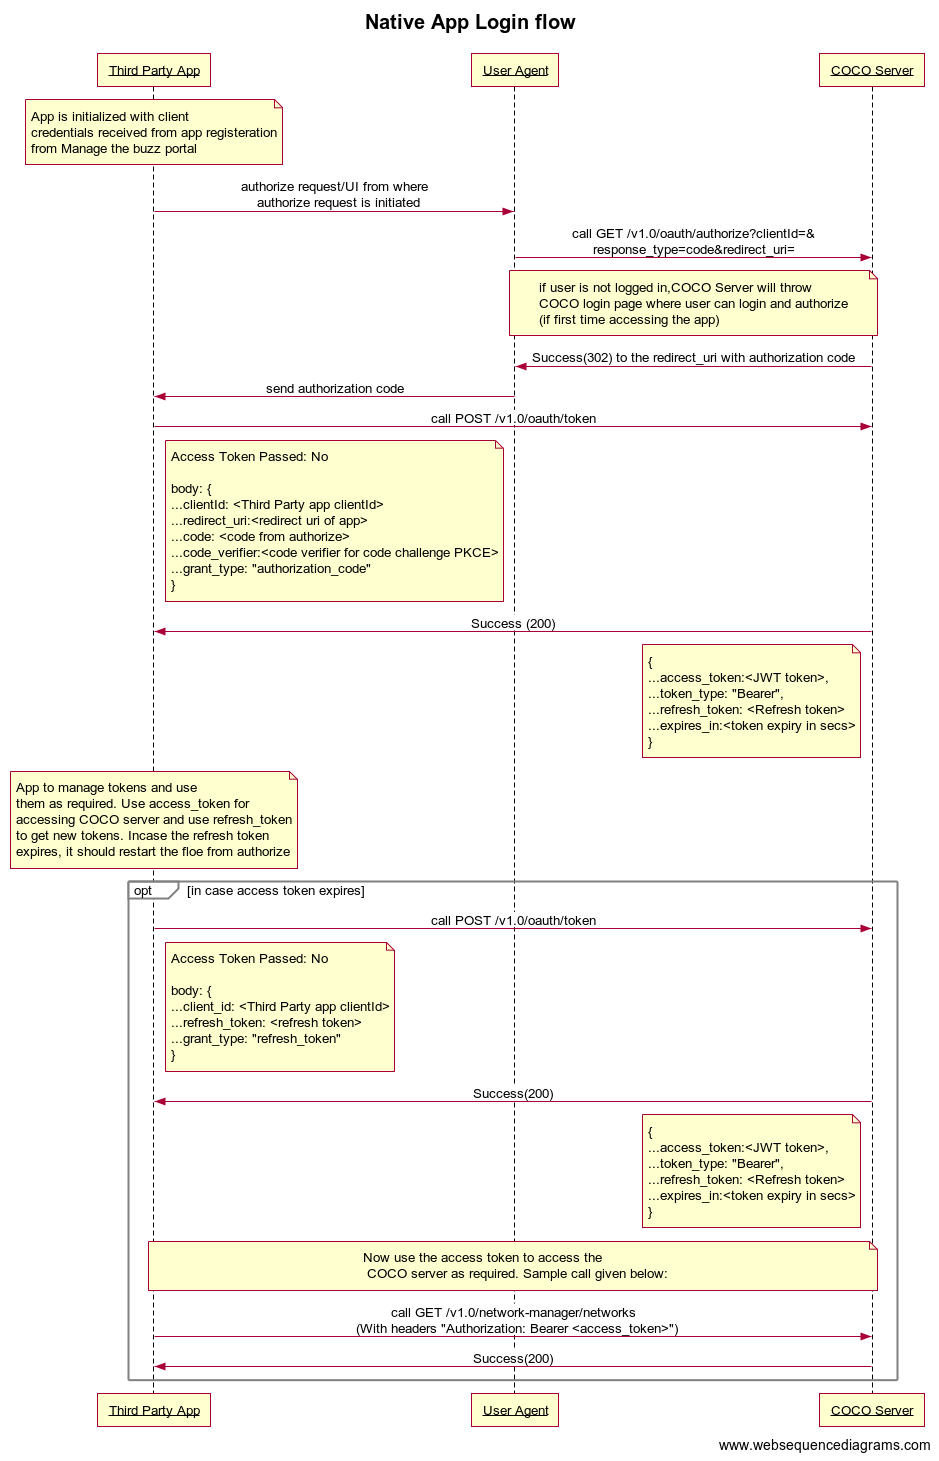 Native App Login flow
Third Party App
User Agent
COCO Server
App is initialized with client
credentials received from app registeration
from Manage the buzz portal
authorize request/UI from where
authorize request is initiated
call GET /v1.0/oauth/authorize?clientId=&
response_type=code&redirect_uri=
if user is not logged in,COCO Server will throw
COCO login page where user can login and authorize
(if first time accessing the app)
Success(302) to the redirect_uri with authorization code
send authorization code
call POST /v1.0/oauth/token
Access Token Passed: No
body: {
...clientId: <Third Party app clientId>
...redirect_uri:<redirect uri of app>
...code: <code from authorize>
...code_verifier:<code verifier for code challenge PKCE>
...grant_type: "authorization_code"
}
Success (200)
{
...access_token:<JWT token>,
...token_type: "Bearer",
...refresh_token: <Refresh token>
...expires_in:<token expiry in secs>
}
App to manage tokens and use
them as required. Use access_token for
accessing COCO server and use refresh_token
to get new tokens. Incase the refresh token
expires, it should restart the floe from authorize
opt [in case access token expires]
call POST /v1.0/oauth/token
Access Token Passed: No
body: {
...client_id: <Third Party app clientId>
...refresh_token: <refresh token>
...grant_type: "refresh_token"
}
Success(200)
{
...access_token:<JWT token>,
...token_type: "Bearer",
...refresh_token: <Refresh token>
...expires_in:<token expiry in secs>
}
Now use the access token to access the
COCO server as required. Sample call given below:
call GET /v1.0/network-manager/networks
(With headers "Authorization: Bearer <access_token>")
Success(200)
Third Party App
User Agent
COCO Server
www.websequencediagrams.com